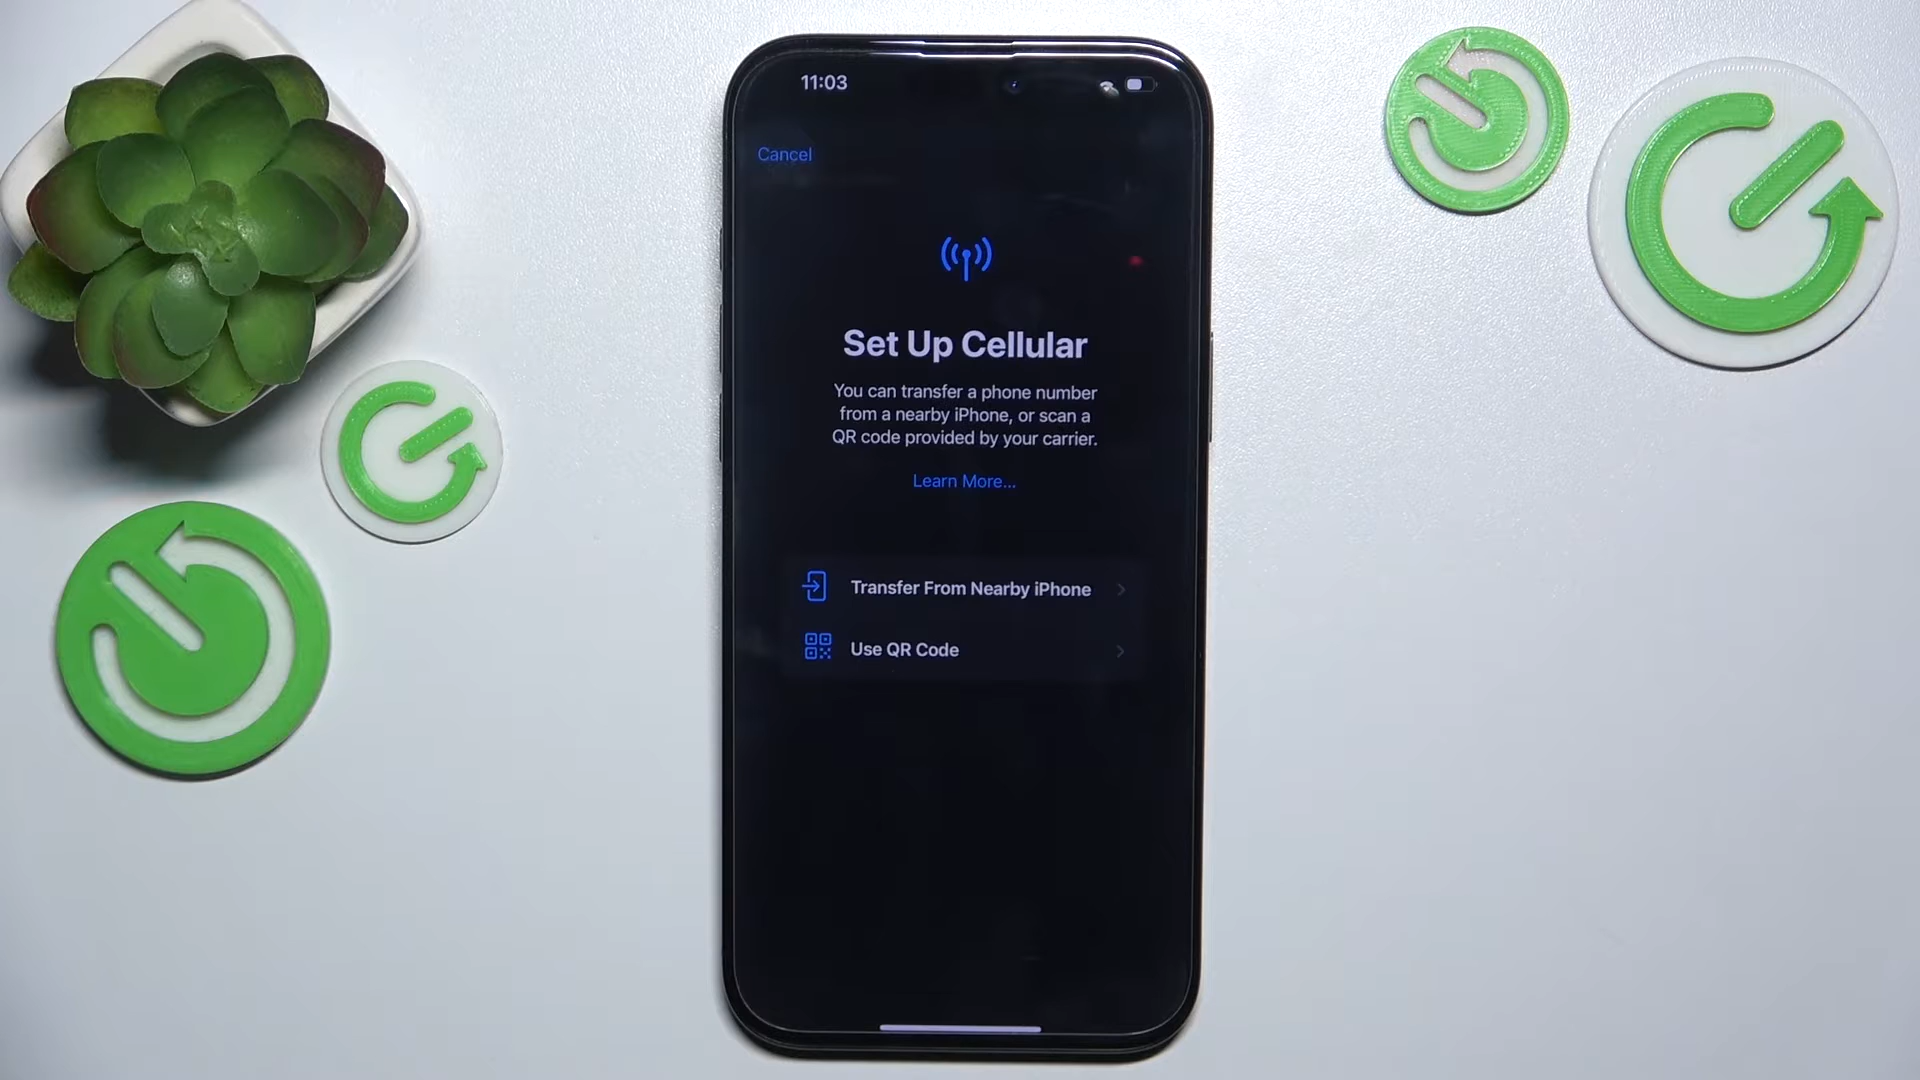 11:03
Cancel
Set Up Cellular
You can transfer a phone number
from a nearby iPhone, or scan a
QR code provided by your carrier.
Learn More...
Transfer From Nearby iPhone
Use QR Code